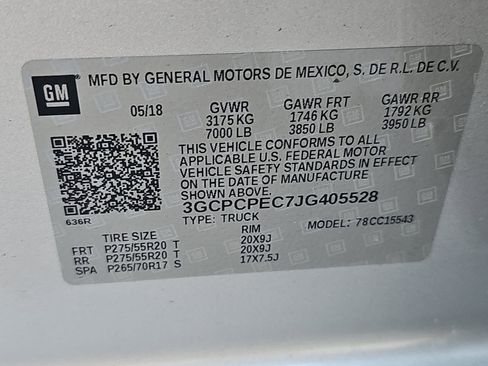 GM
MFD BY GENERAL MOTORS DE MEXICO, S. DE R.L. DE C.V.
05/18 GVWR GAWR FRT GAWR RR
3175 KG 1746 KG 1792 KG
7000 LB 3850 LB 3950 LB
THIS VEHICLE CONFORMS TO ALL
APPLICABLE U.S. FEDERAL MOTOR
VEHICLE SAFETY STANDARDS IN EFFECT
ON THE DATE OF MANUFACTURE
SHOWN ABOVE.
3GCPCPEC7JG405528
636R
TYPE: TRUCK MODEL: 78CC15543
TIRE SIZE RIM
FRT P275/55R20 T 20X9J
RR P275/55R20 T 20X9J
SPA P265/70R17 S 17X7.5J